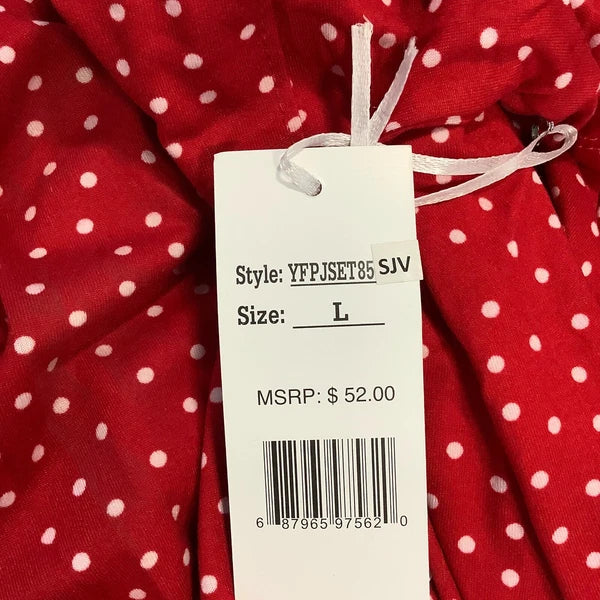 Style: YFPJSET85 SJV
Size: L
MSRP: $ 52.00
6 87965 97562 0